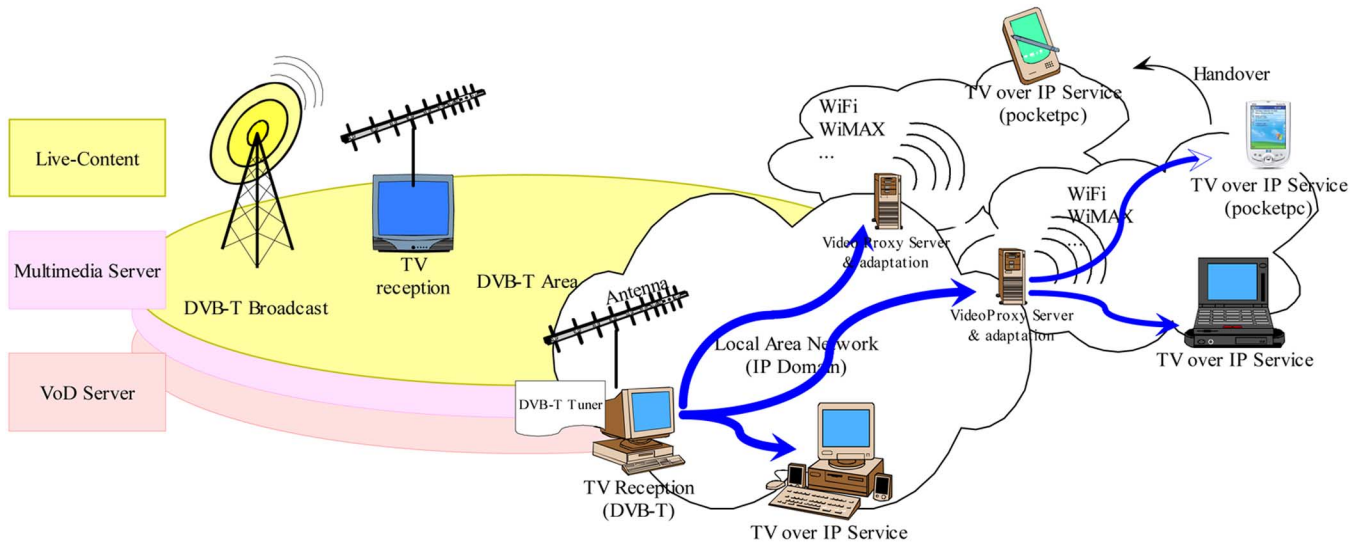 Live-Content
Multimedia Server
VoD Server
DVB-T Broadcast
TV
reception
DVB-T Area
Antenna
DVB-T Tuner
TV Reception
(DVB-T)
Local Area Network
(IP Domain)
TV over IP Service
WiFi
WiMAX
...
Video Proxy Server
& adaptation
WiFi
WiMAX
...
VideoProxy Server
& adaptation
TV over IP Service
(pocketpc)
Handover
TV over IP Service
(pocketpc)
TV over IP Service